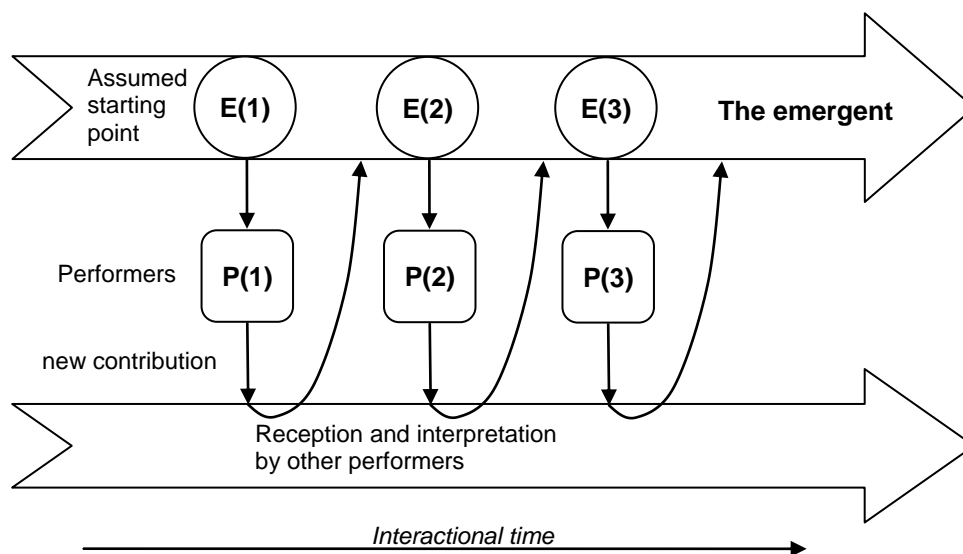 Assumed
starting
point
E(1)
E(2)
E(3)
The emergent
Performers
P(1)
P(2)
P(3)
new contribution
Reception and interpretation
by other performers
Interactional time